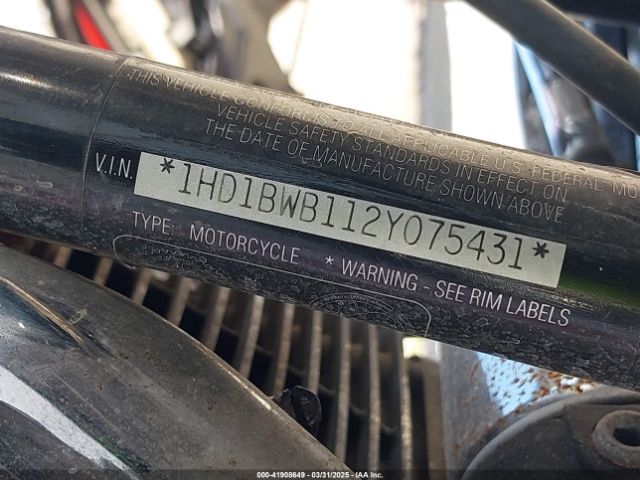 THIS VEHICLE CONFORMS TO ALL APPLICABLE U.S. FEDERAL MO
VEHICLE SAFETY STANDARDS IN EFFECT ON
THE DATE OF MANUFACTURE SHOWN ABOVE
V.I.N. *1HD1BWB112Y075431*
TYPE: MOTORCYCLE * WARNING - SEE RIM LABELS
000-41908649 - 03/31/2025 - IAA Inc.